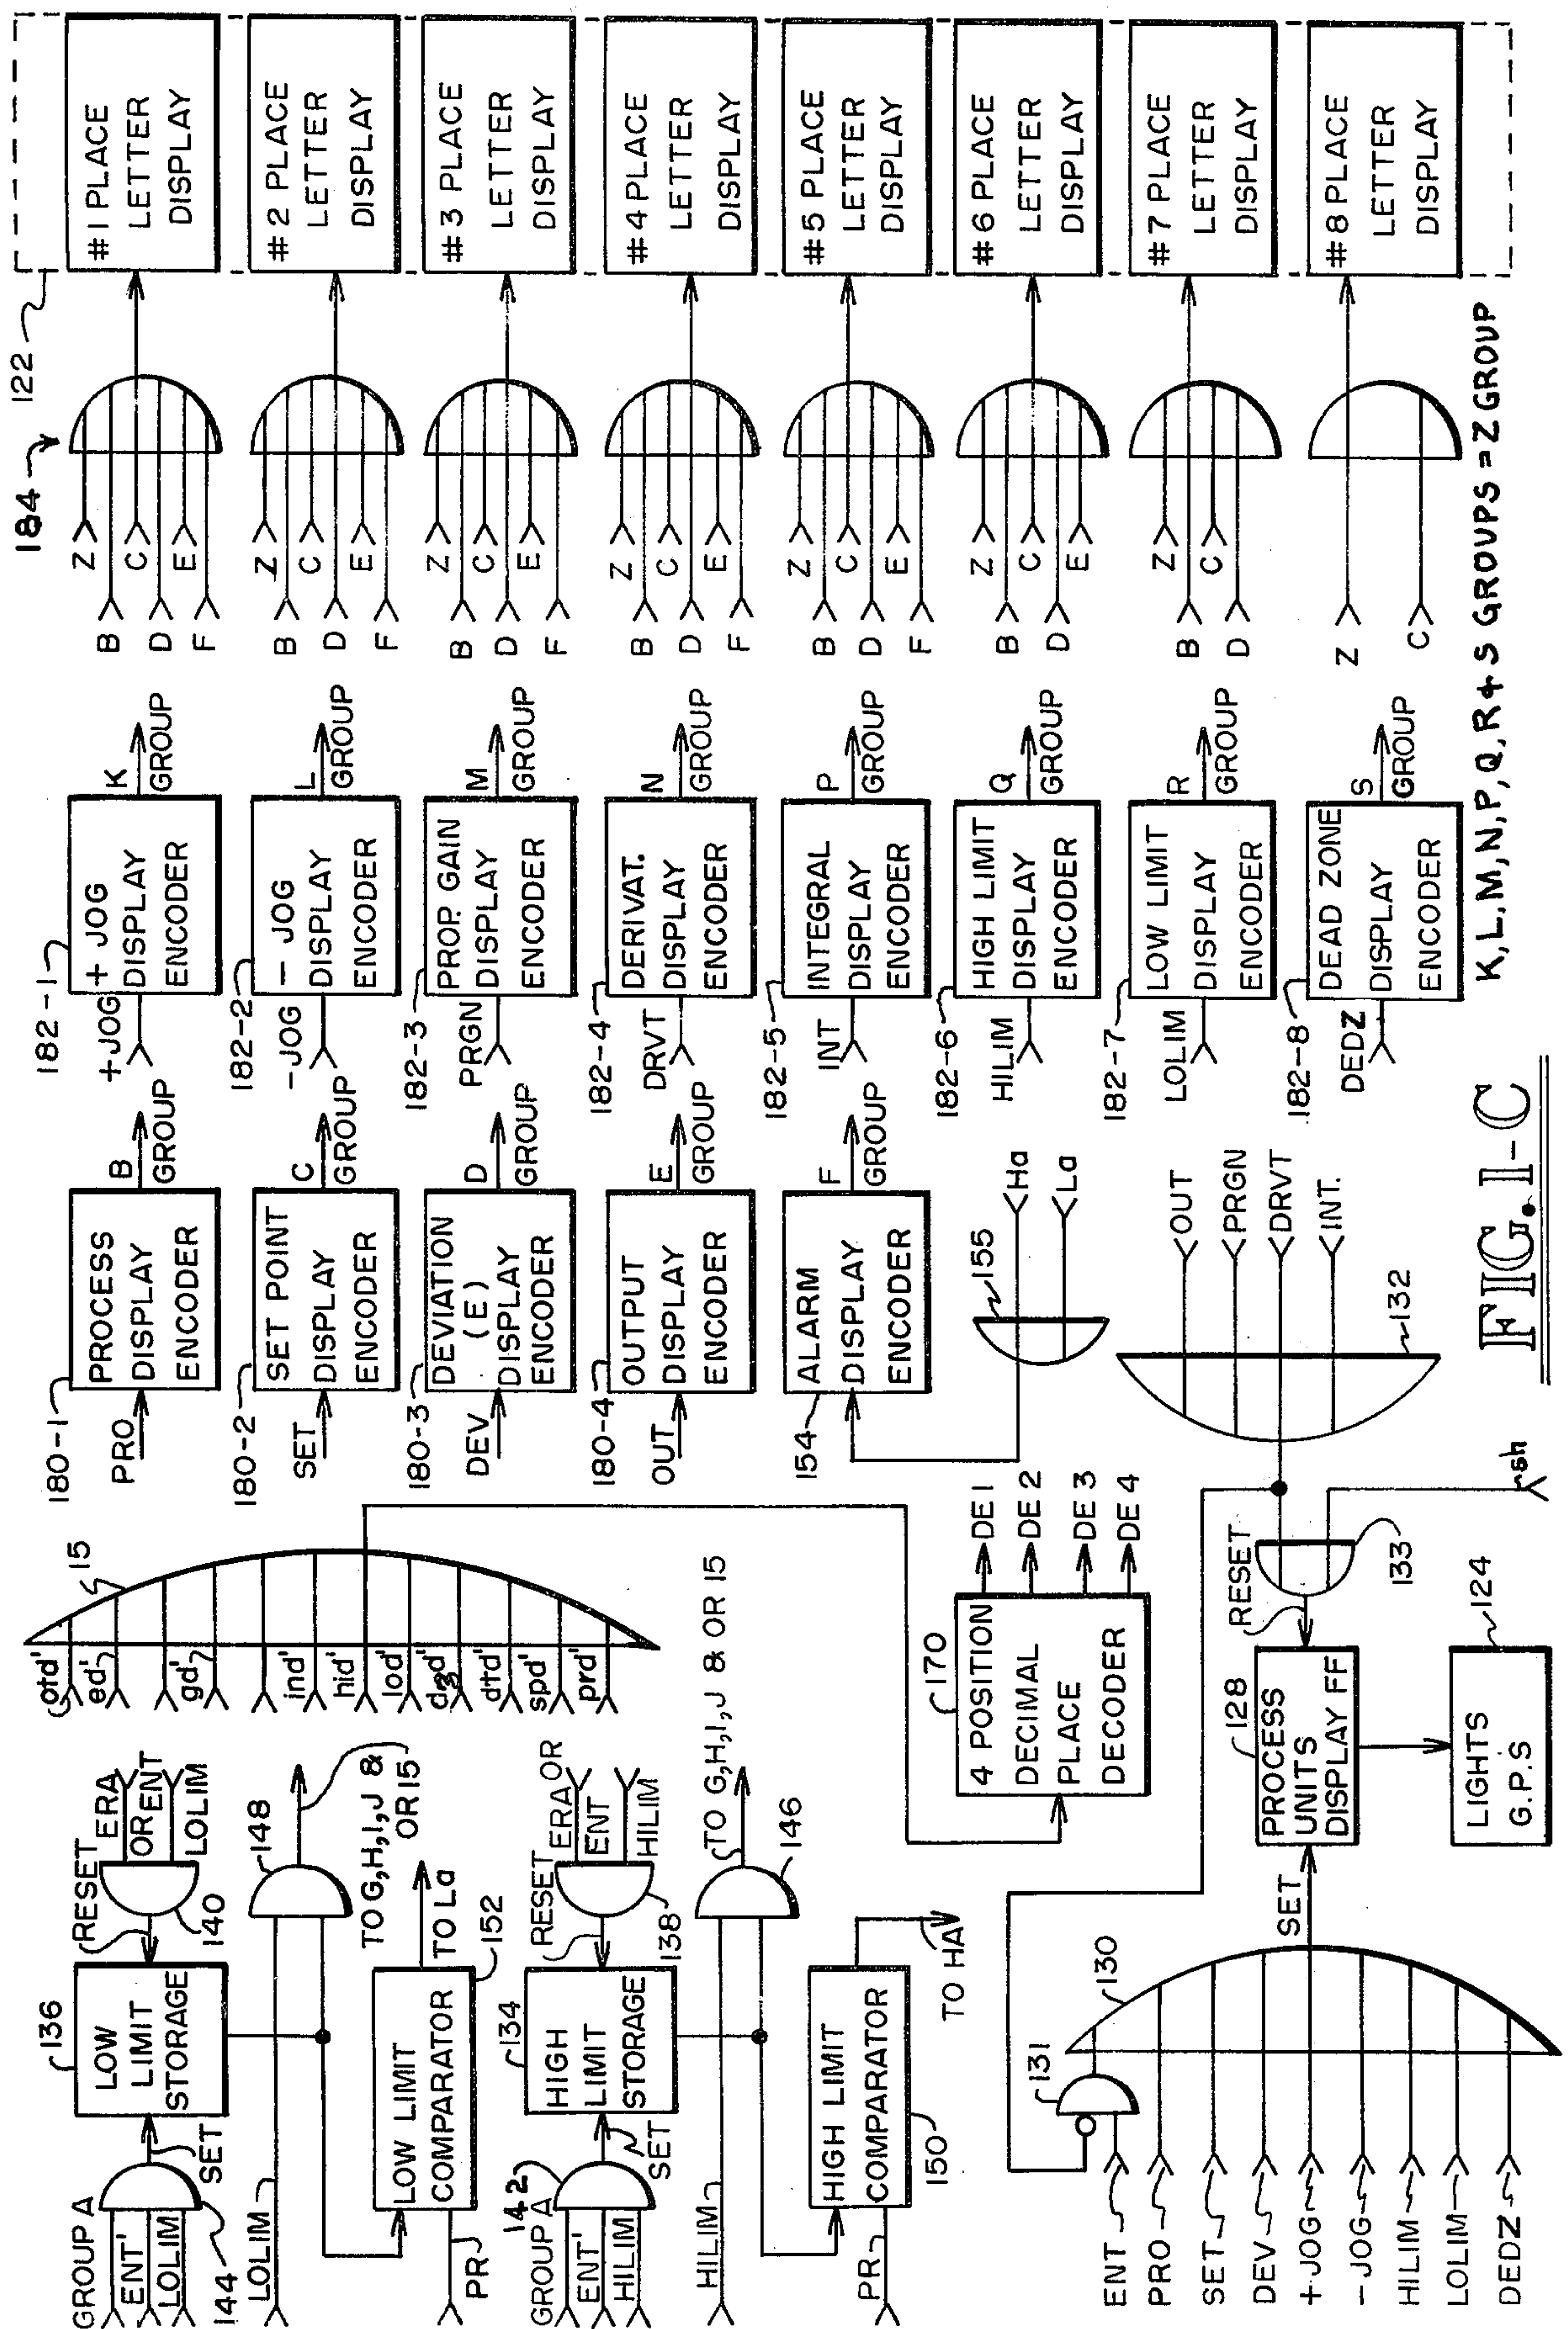 GROUP A
ENT'
LOLIM
144
SET
136
LOW
LIMIT
STORAGE
RESET
ERA
OR ENT
LOLIM
140
LOLIM
148
TO G,H,I,J &
OR 15
PR
LOW LIMIT
COMPARATOR
TO La
152
142
GROUP A
ENT'
HILIM
SET
134
HIGH
LIMIT
STORAGE
RESET
ERA OR
ENT
HILIM
138
HILIM
146
TO G,H,I,J & OR 15
PR
HIGH LIMIT
COMPARATOR
150
TO HA
otd'
ed'
gd'
ind'
hid'
lod'
dzd'
dtd'
spd'
prd'
15
170
4 POSITION
DECIMAL
PLACE
DECODER
DE 1
DE 2
DE 3
DE 4
131
130
ENT
PRO
SET
DEV
+JOG
-JOG
HILIM
LOLIM
DEDZ
SET
128
PROCESS
UNITS
DISPLAY FF
RESET
133
sh
LIGHTS
G.P.S
124
132
OUT
PRGN
DRVT
INT.
180-1
PRO
PROCESS
DISPLAY
ENCODER
B
GROUP
180-2
SET
SET POINT
DISPLAY
ENCODER
C
GROUP
180-3
DEV
DEVIATION
(E)
DISPLAY
ENCODER
D
GROUP
180-4
OUT
OUTPUT
DISPLAY
ENCODER
E
GROUP
154
ALARM
DISPLAY
ENCODER
F
GROUP
155
Ha
La
182-1
+JOG
+ JOG
DISPLAY
ENCODER
K
GROUP
182-2
-JOG
- JOG
DISPLAY
ENCODER
L
GROUP
182-3
PRGN
PROP. GAIN
DISPLAY
ENCODER
M
GROUP
182-4
DRVT
DERIVAT.
DISPLAY
ENCODER
N
GROUP
182-5
INT
INTEGRAL
DISPLAY
ENCODER
P
GROUP
182-6
HILIM
HIGH LIMIT
DISPLAY
ENCODER
Q
GROUP
182-7
LOLIM
LOW LIMIT
DISPLAY
ENCODER
R
GROUP
182-8
DEDZ
DEAD ZONE
DISPLAY
ENCODER
S
GROUP
184
122
Z
B
C
D
E
F
#1 PLACE
LETTER
DISPLAY
Z
B
C
D
E
F
#2 PLACE
LETTER
DISPLAY
Z
B
C
D
E
F
#3 PLACE
LETTER
DISPLAY
Z
B
C
D
E
F
#4 PLACE
LETTER
DISPLAY
Z
B
C
D
E
F
#5 PLACE
LETTER
DISPLAY
Z
B
C
D
E
#6 PLACE
LETTER
DISPLAY
Z
B
C
D
#7 PLACE
LETTER
DISPLAY
Z
C
#8 PLACE
LETTER
DISPLAY
K,L,M,N,P,Q,R+S GROUPS = Z GROUP
FIG. 11-C